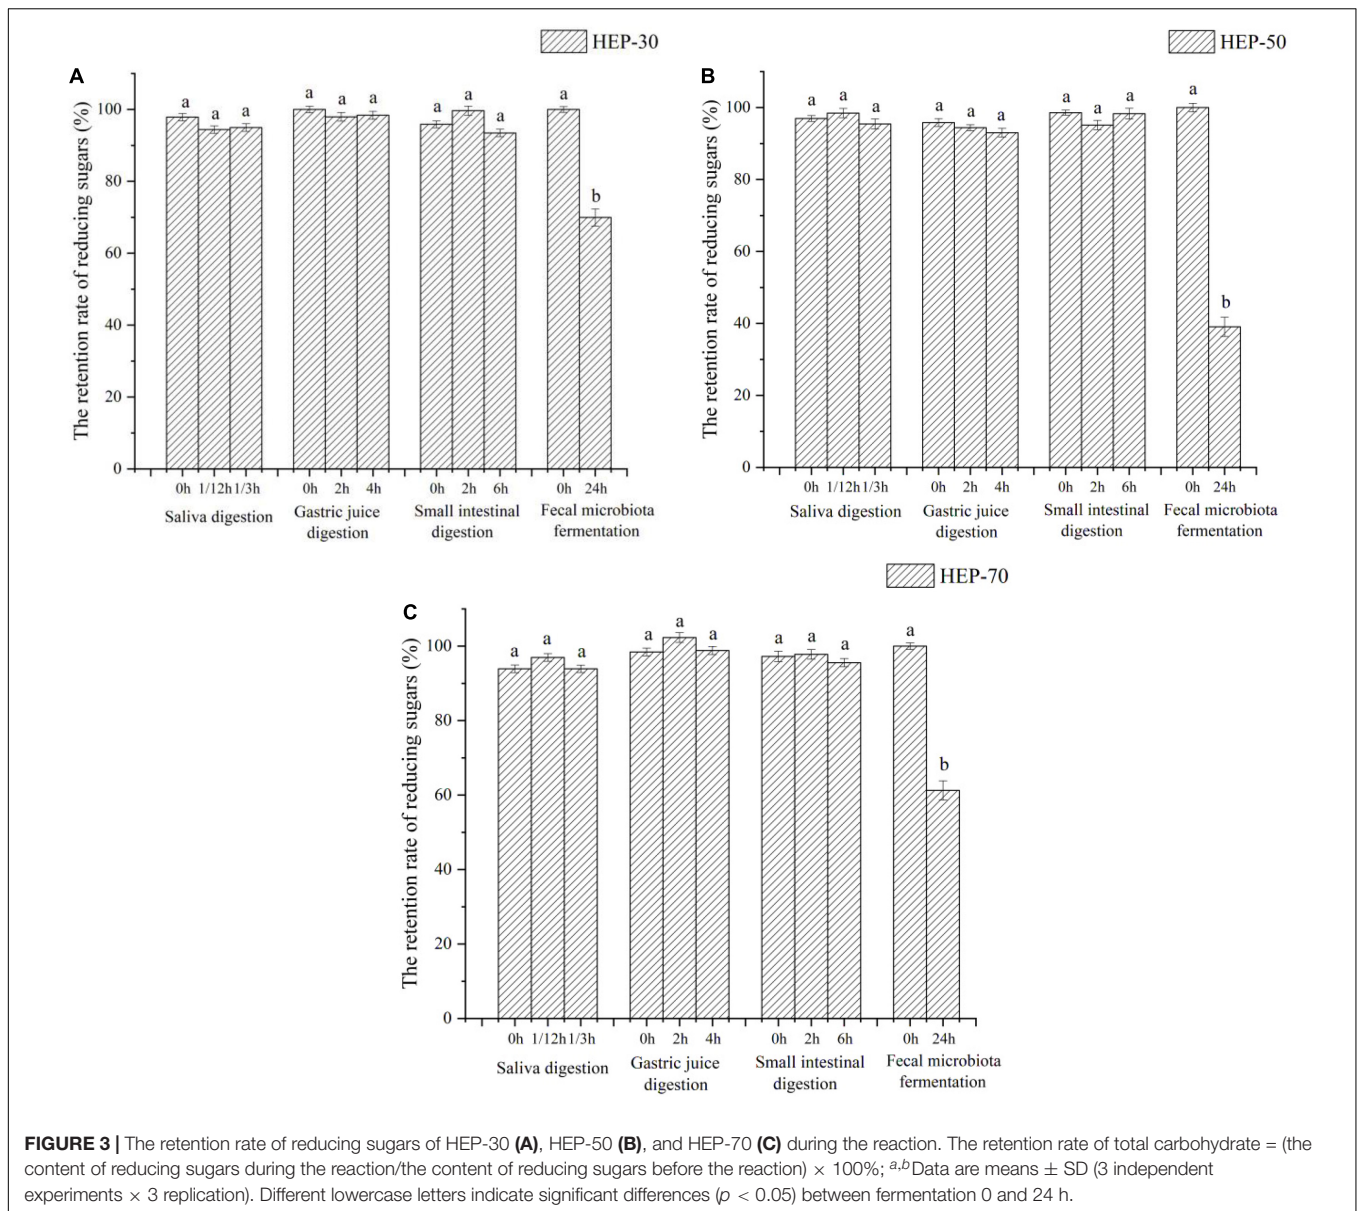 HEP-30
A
The retention rate of reducing sugars (%)
100
80
60
40
20
0
a a a a a a a a a a b
0h 1/12h 1/3h 0h 2h 4h 0h 2h 6h 0h 24h
Saliva digestion
Gastric juice
digestion
Small intestinal
digestion
Fecal microbiota
fermentation
HEP-50
B
The retention rate of reducing sugars (%)
100
80
60
40
20
0
a a a a a a a a a a b
0h 1/12h 1/3h 0h 2h 4h 0h 2h 6h 0h 24h
Saliva digestion
Gastric juice
digestion
Small intestinal
digestion
Fecal microbiota
fermentation
HEP-70
C
The retention rate of reducing sugars (%)
100
80
60
40
20
0
a a a a a a a a a a b
0h 1/12h 1/3h 0h 2h 4h 0h 2h 6h 0h 24h
Saliva digestion
Gastric juice
digestion
Small intestinal
digestion
Fecal microbiota
fermentation
FIGURE 3 | The retention rate of reducing sugars of HEP-30 (A), HEP-50 (B), and HEP-70 (C) during the reaction. The retention rate of total carbohydrate = (the
content of reducing sugars during the reaction/the content of reducing sugars before the reaction) × 100%; a,bData are means ± SD (3 independent
experiments × 3 replication). Different lowercase letters indicate significant differences (p < 0.05) between fermentation 0 and 24 h.